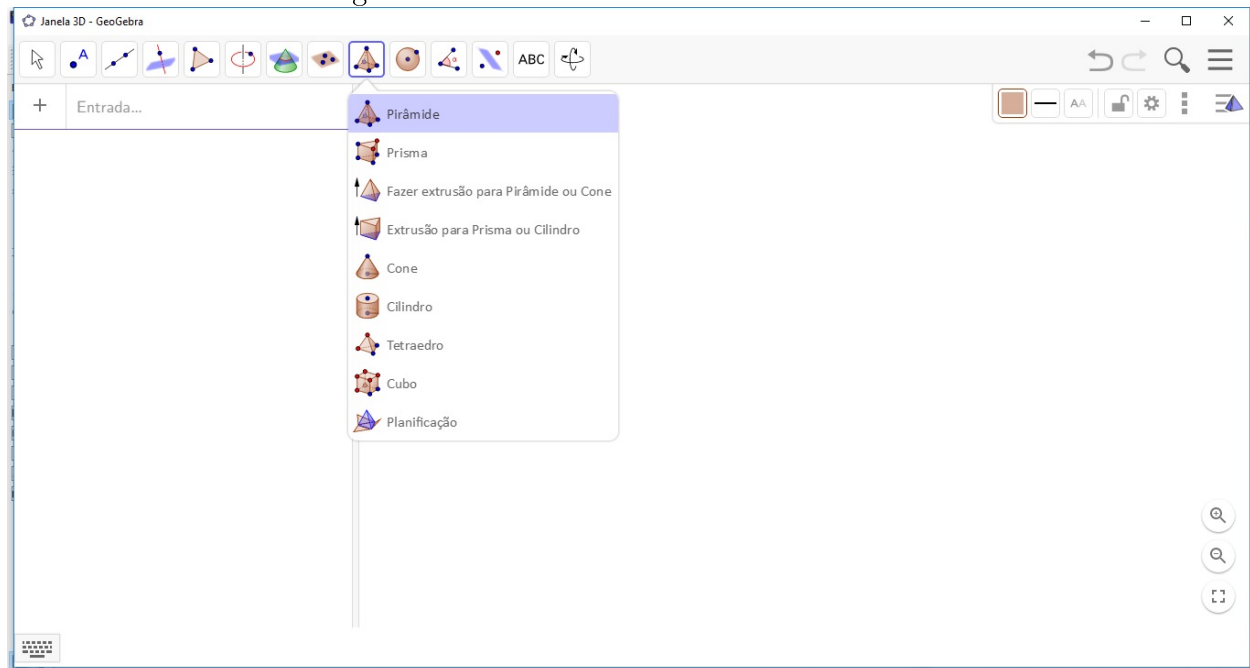 Janela 3D - GeoGebra
A
ABC
Entrada...
AA
Pirâmide
Prisma
Fazer extrusão para Pirâmide ou Cone
Extrusão para Prisma ou Cilindro
Cone
Cilindro
Tetraedro
Cubo
Planificação